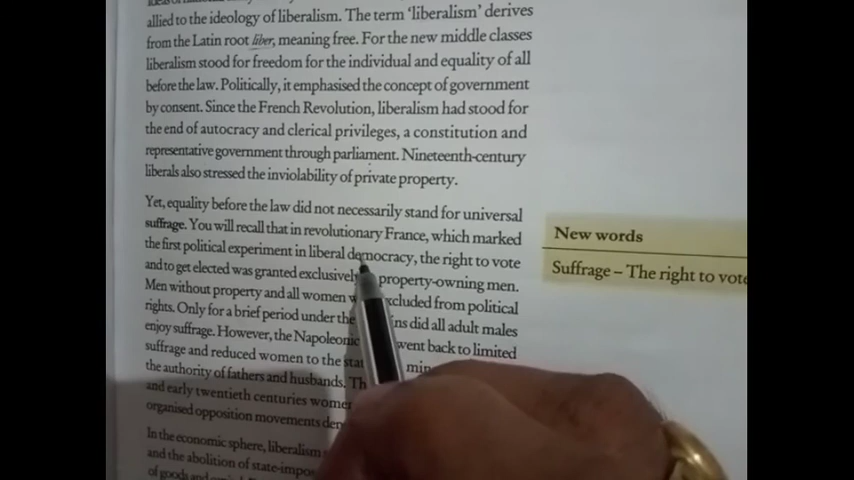 allied to the ideology of liberalism. The term 'liberalism' derives
from the Latin root liber, meaning free. For the new middle classes
liberalism stood for freedom for the individual and equality of all
before the law. Politically, it emphasised the concept of government
by consent. Since the French Revolution, liberalism had stood for
the end of autocracy and clerical privileges, a constitution and
representative government through parliament. Nineteenth-century
liberals also stressed the inviolability of private property.
Yet, equality before the law did not necessarily stand for universal
suffrage. You will recall that in revolutionary France, which marked
the first political experiment in liberal democracy, the right to vote
and to get elected was granted exclusively property-owning men.
Men without property and all women excluded from political
rights. Only for a brief period under the did all adult males
enjoy suffrage. However, the Napoleonic went back to limited
suffrage and reduced women to the
the authority of fathers and husbands.
and early twentieth centuries women
organised opposition movements
In the economic sphere, liberalism
and the abolition of
of goods and
New words
Suffrage – The right to vote